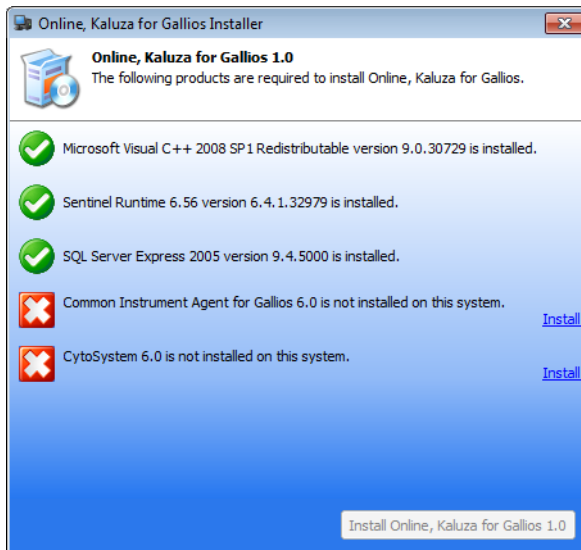 Online, Kaluza for Gallios Installer
Online, Kaluza for Gallios 1.0
The following products are required to install Online, Kaluza for Gallios.
Microsoft Visual C++ 2008 SP1 Redistributable version 9.0.30729 is installed.
Sentinel Runtime 6.56 version 6.4.1.32979 is installed.
SQL Server Express 2005 version 9.4.5000 is installed.
Common Instrument Agent for Gallios 6.0 is not installed on this system.
Install
CytoSystem 6.0 is not installed on this system.
Install
Install Online, Kaluza for Gallios 1.0